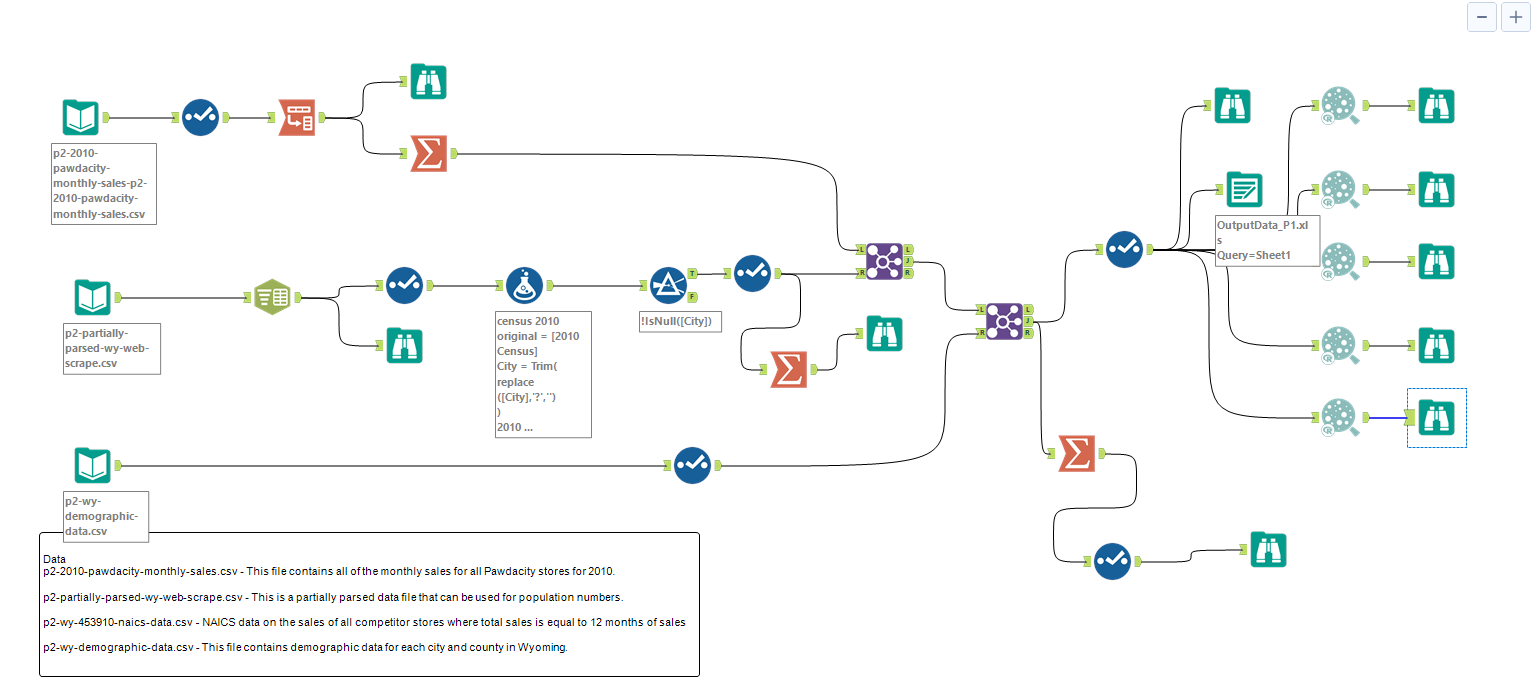 p2-2010-
pawdacity-
monthly-sales-p2-
2010-pawdacity-
monthly-sales.csv
p2-partially-
parsed-wy-web-
scrape.csv
census 2010
original = [2010
Census]
City = Trim(
replace
([City],'?','')
)
2010 ...
!IsNull([City])
T
F
L
R
L
J
R
L
R
L
J
R
OutputData_P1.xl
s
Query=Sheet1
R
R
R
R
R
p2-wy-
demographic-
data.csv
Data
p2-2010-pawdacity-monthly-sales.csv - This file contains all of the monthly sales for all Pawdacity stores for 2010.
p2-partially-parsed-wy-web-scrape.csv - This is a partially parsed data file that can be used for population numbers.
p2-wy-453910-naics-data.csv - NAICS data on the sales of all competitor stores where total sales is equal to 12 months of sales
p2-wy-demographic-data.csv - This file contains demographic data for each city and county in Wyoming.